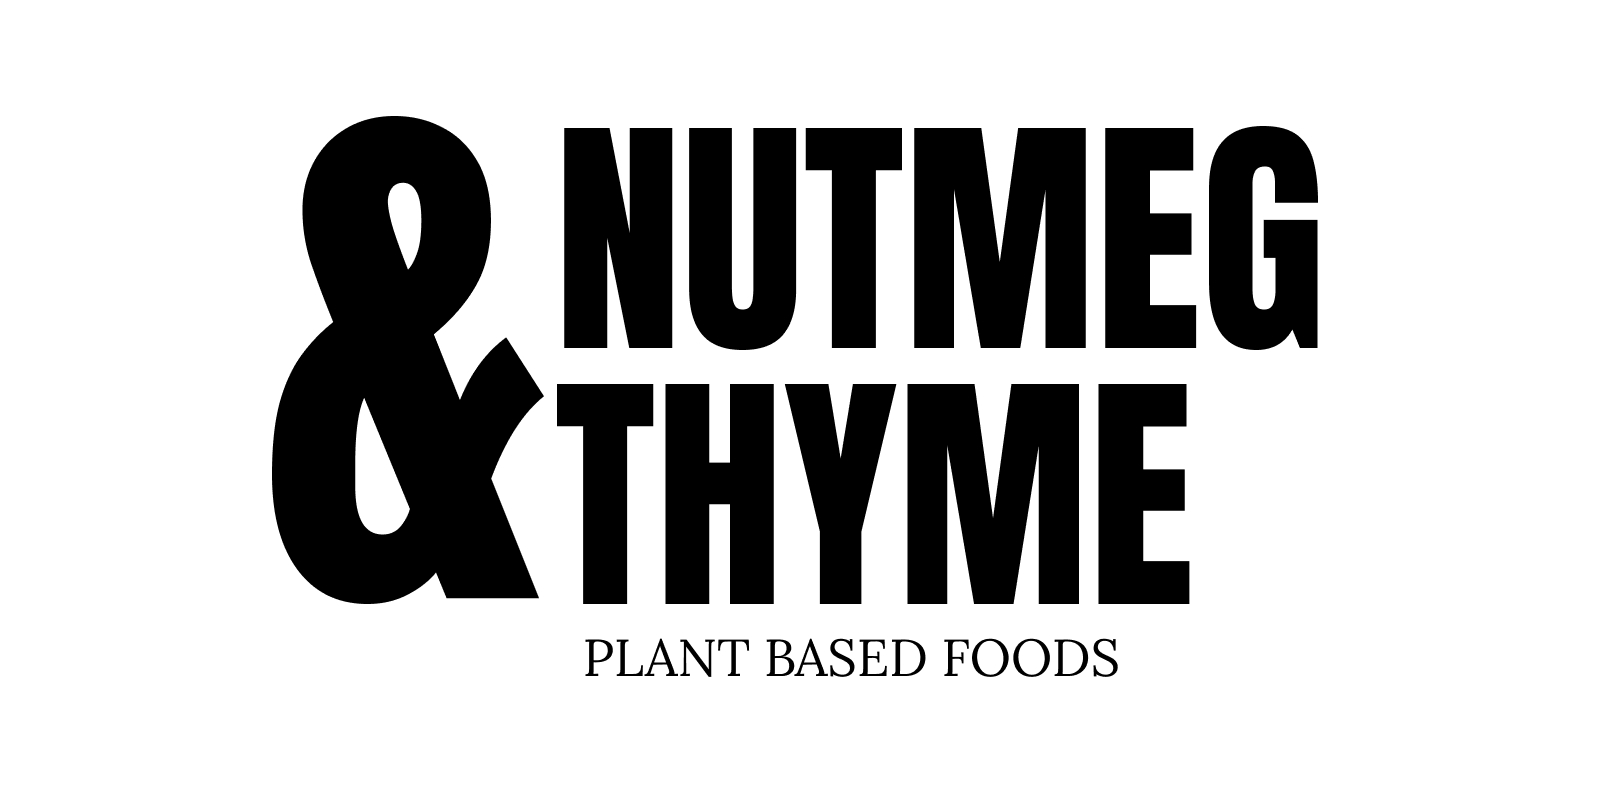 & NUTMEG
THYME
PLANT BASED FOODS